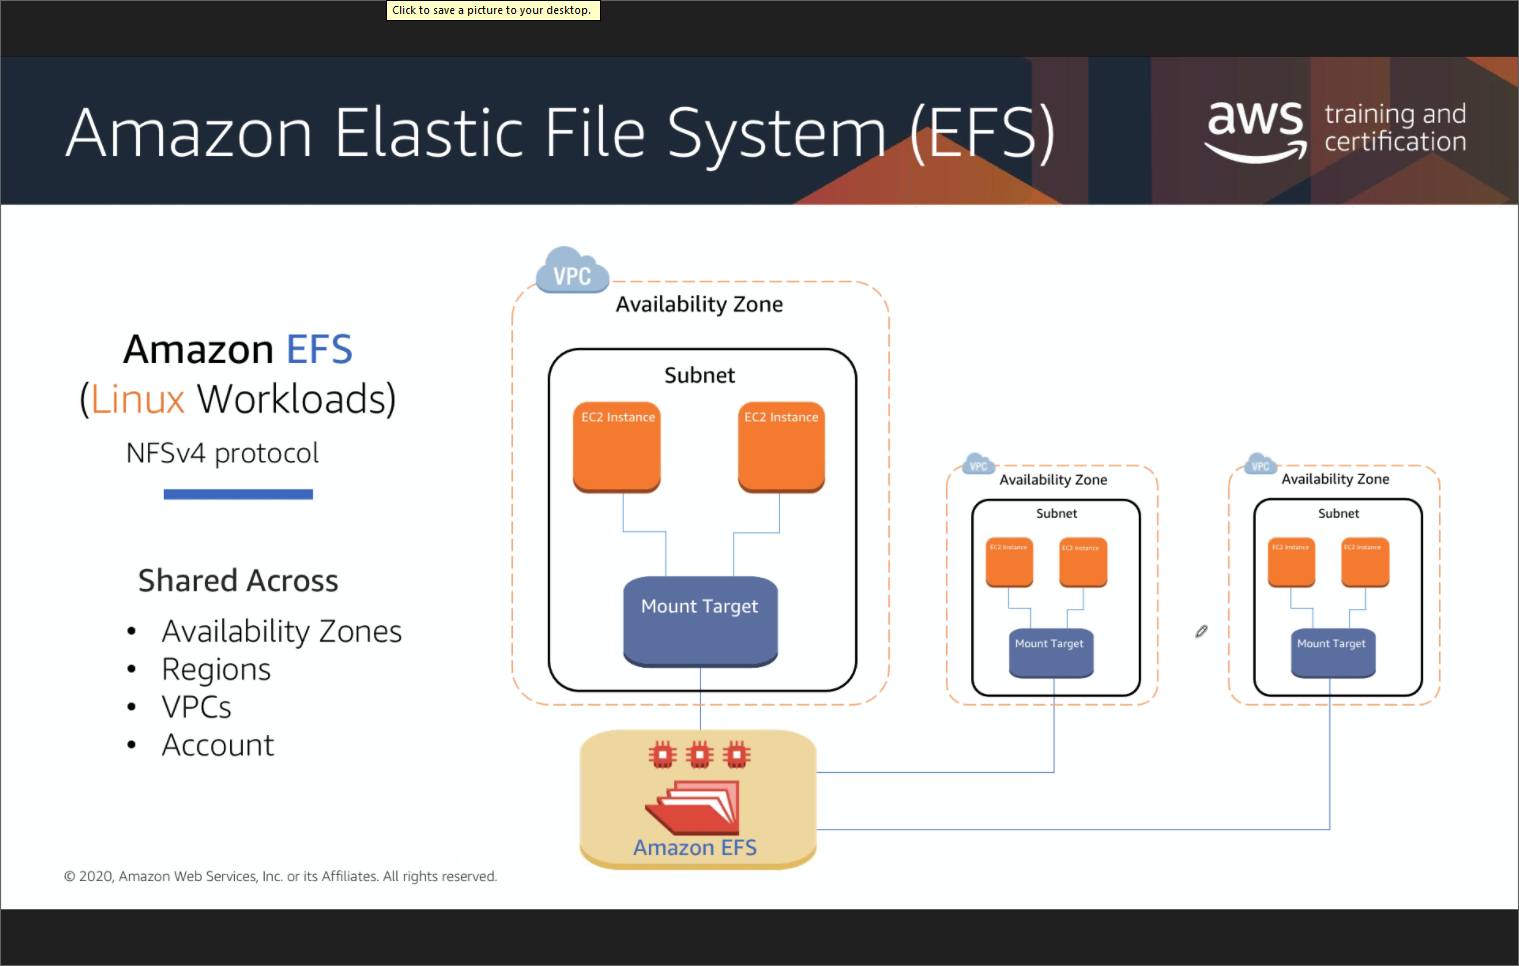 Click to save a picture to your desktop.
Amazon Elastic File System (EFS)
aws
training and
certification
Amazon EFS
(Linux Workloads)
NFSv4 protocol
Shared Across
• Availability Zones
• Regions
• VPCs
• Account
VPC
Availability Zone
Subnet
EC2 Instance
EC2 Instance
Mount Target
Amazon EFS
VPC
Availability Zone
Subnet
EC2 Instance
EC2 Instance
Mount Target
VPC
Availability Zone
Subnet
EC2 Instance
EC2 Instance
Mount Target
© 2020, Amazon Web Services, Inc. or its Affiliates. All rights reserved.